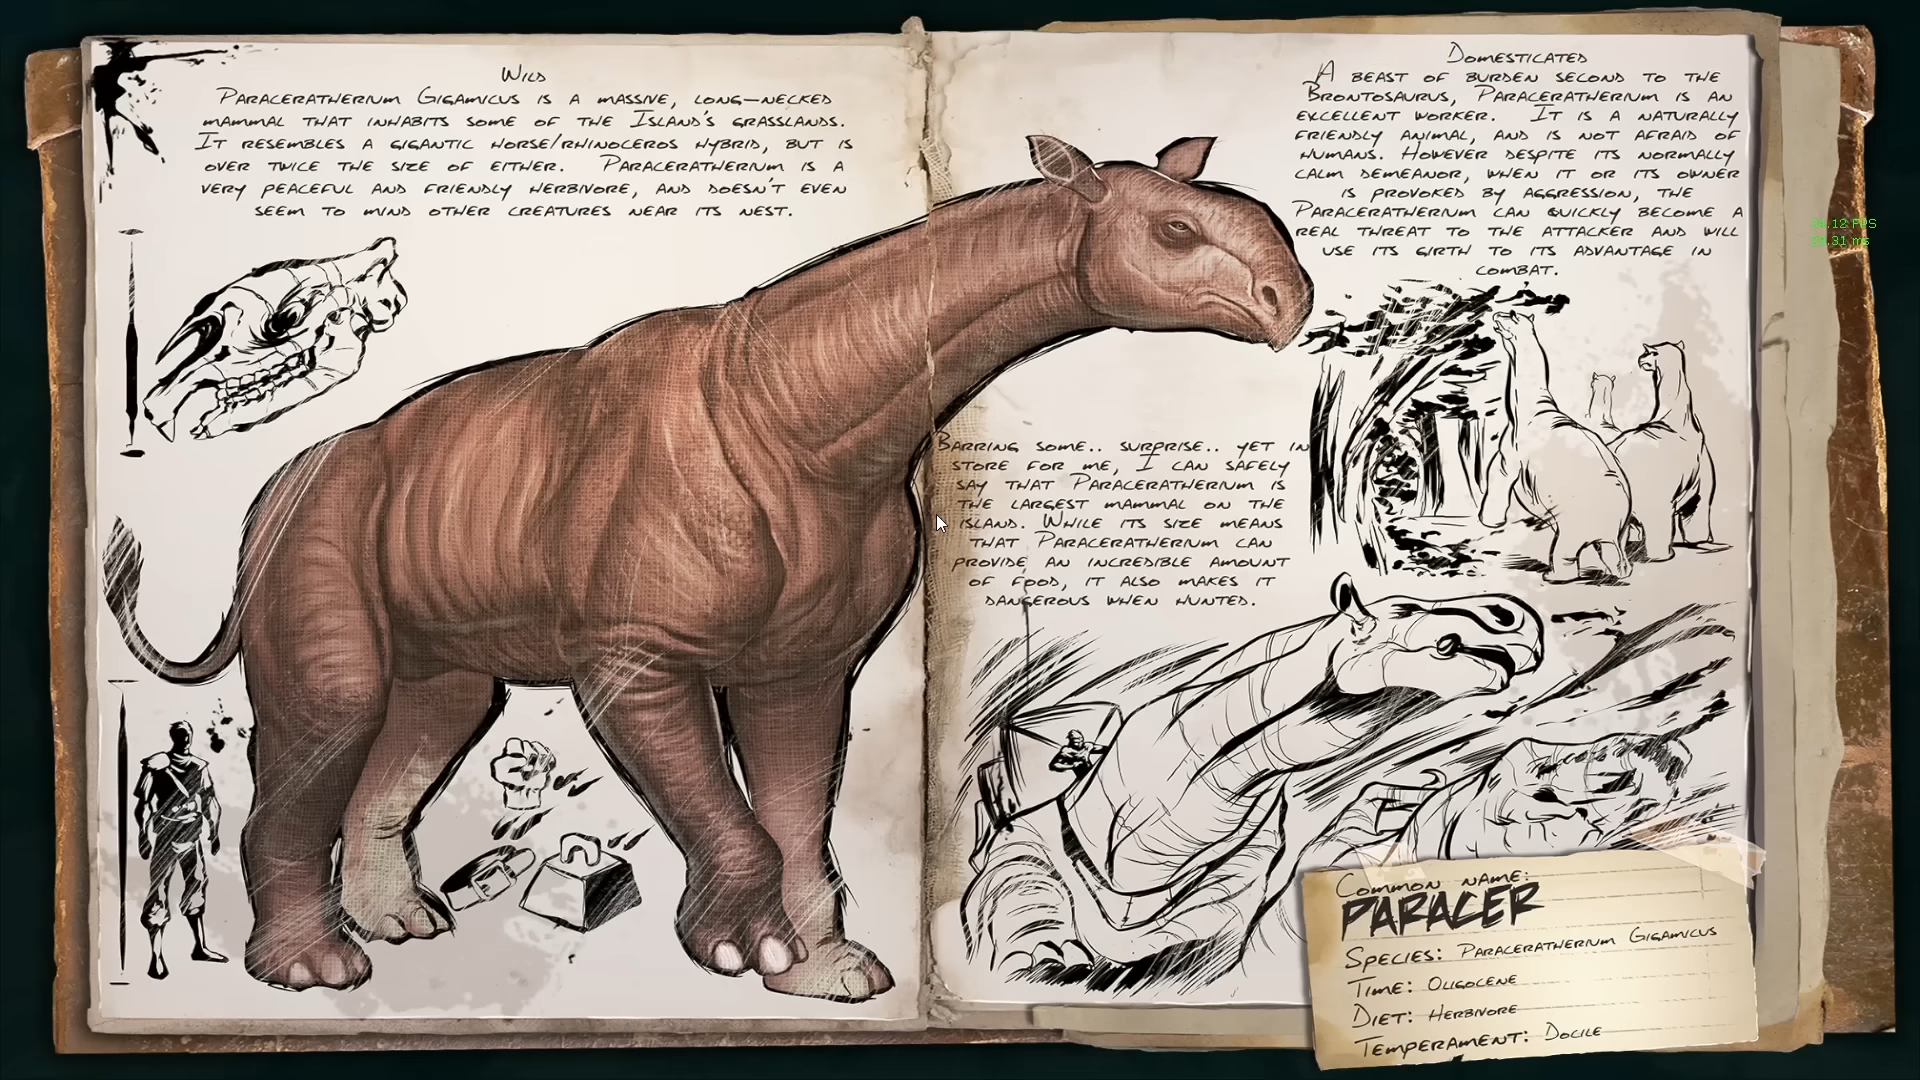 Wild
Paraceratherium Gigamicus is a massive, long-necked
mammal that inhabits some of the Island's grasslands.
It resembles a gigantic horse/rhinoceros hybrid, but is
over twice the size of either. Paraceratherium is a
very peaceful and friendly herbivore, and doesn't even
seem to mind other creatures near its nest.
Domesticated
A beast of burden second to the
Brontosaurus, Paraceratherium is an
excellent worker. It is a naturally
friendly animal, and is not afraid of
humans. However despite its normally
calm demeanor, when it or its owner
is provoked by aggression, the
Paraceratherium can quickly become a
real threat to the attacker and will
use its girth to its advantage in
combat.
Barring some.. surprise.. yet in
store for me, I can safely
say that Paraceratherium is
the largest mammal on the
island. While its size means
that Paraceratherium can
provide an incredible amount
of food, it also makes it
dangerous when hunted.
Common name:
PARACER
Species: Paraceratherium Gigamicus
Time: Oligocene
Diet: Herbivore
Temperament: Docile
FPS
ms